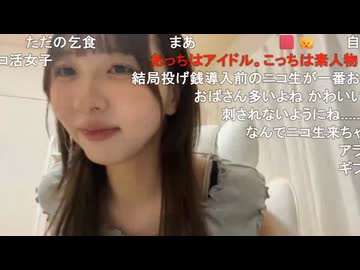 ただの乞食 まあ 自
コ活女子 あっちはアイドル。こっちは素人物
結局投げ銭導入前のニコ生が一番お
おばさん多いよね かわいい
刺されないようにね.....
なんでニコ生来ちゃ
アラ
ギフ